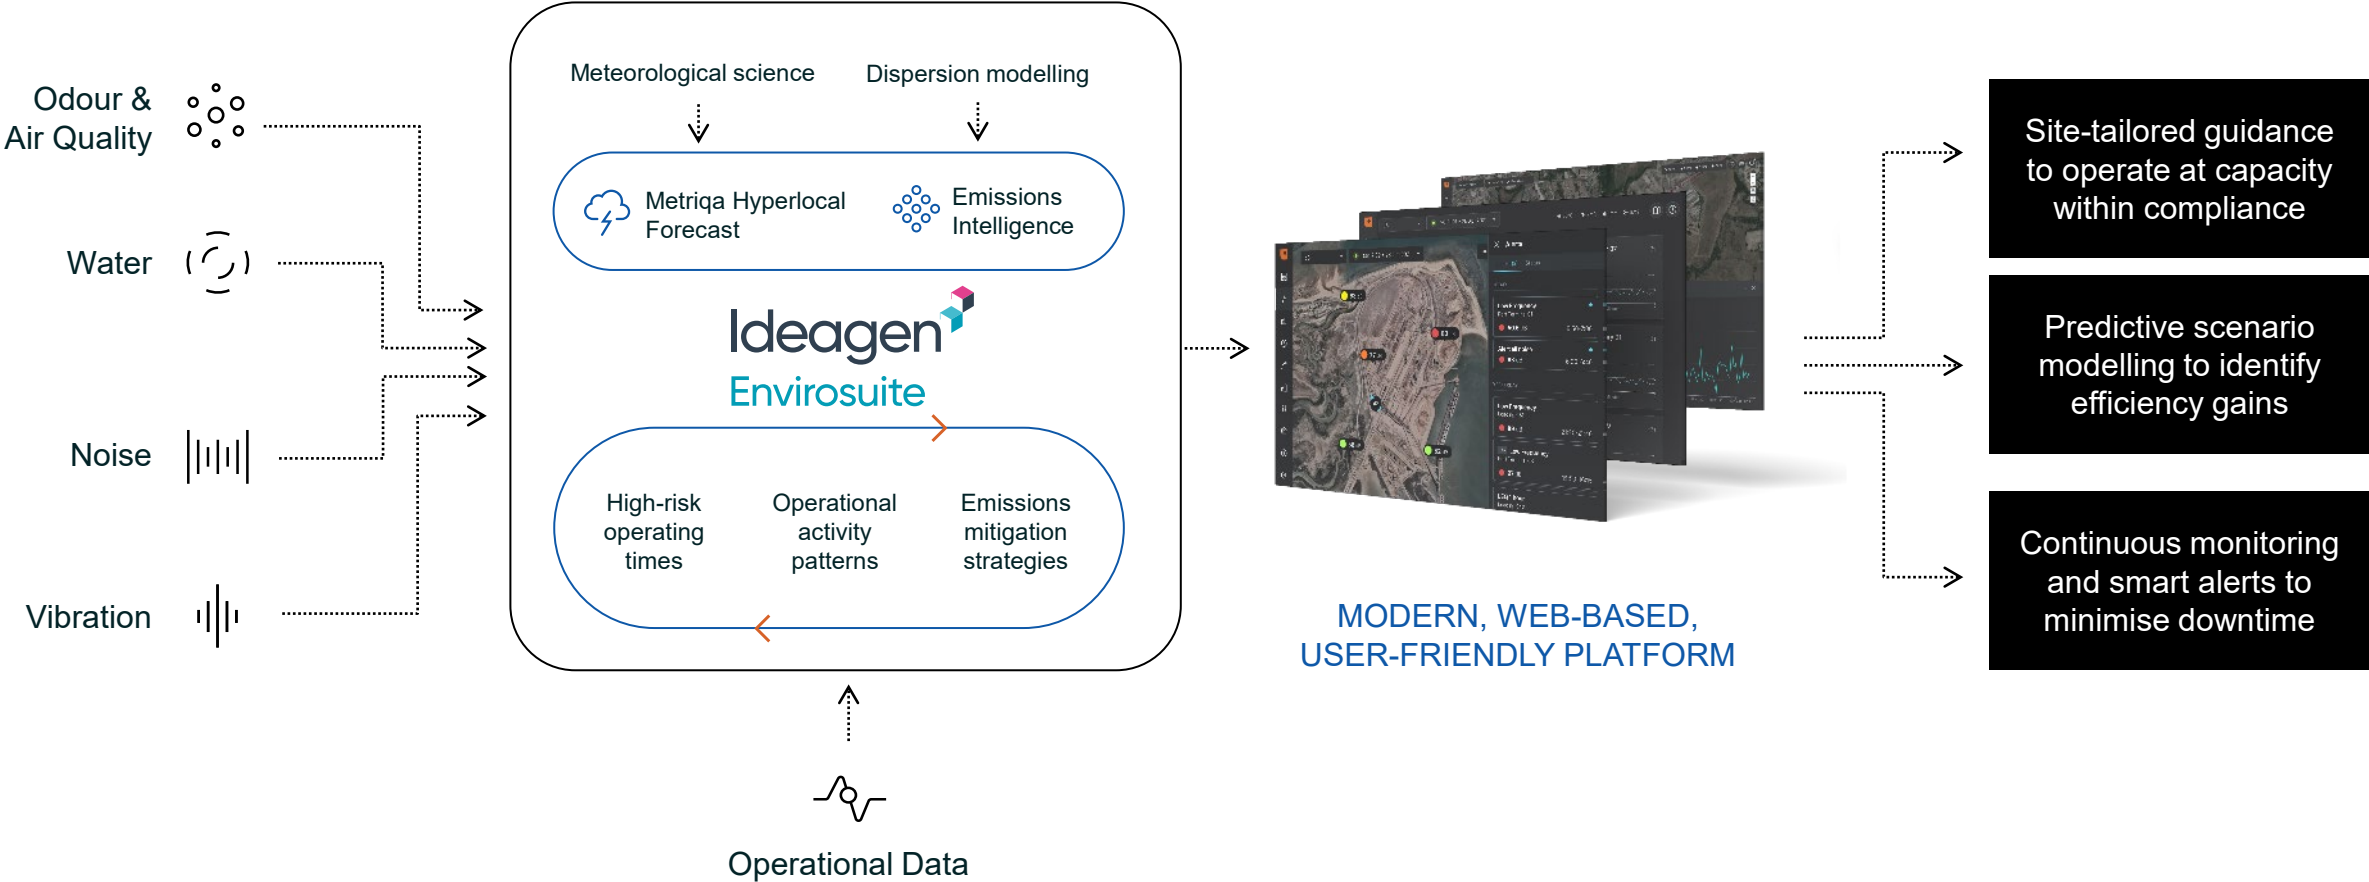 Odour &
Air Quality
Water
Noise
Vibration
Meteorological science
Dispersion modelling
Metriqa Hyperlocal
Forecast
Emissions
Intelligence
Ideagen
Envirosuite
High-risk
operating
times
Operational
activity
patterns
Emissions
mitigation
strategies
Operational Data
MODERN, WEB-BASED,
USER-FRIENDLY PLATFORM
Site-tailored guidance
to operate at capacity
within compliance
Predictive scenario
modelling to identify
efficiency gains
Continuous monitoring
and smart alerts to
minimise downtime